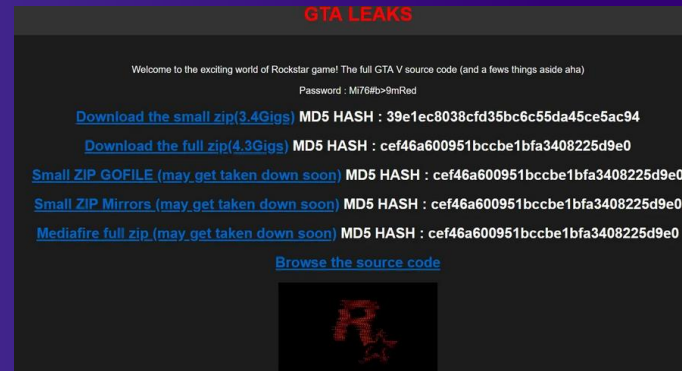 GTA LEAKS
Welcome to the exciting world of Rockstar game! The full GTA V source code (and a fews things aside aha)
Password : Mi76#b>9mRed
Download the small zip(3.4Gigs) MD5 HASH : 39e1ec8038cfd35bc6c55da45ce5ac94
Download the full zip(4.3Gigs) MD5 HASH : cef46a600951bccbe1bfa3408225d9e0
Small ZIP GOFILE (may get taken down soon) MD5 HASH : cef46a600951bccbe1bfa3408225d9e0
Small ZIP Mirrors (may get taken down soon) MD5 HASH : cef46a600951bccbe1bfa3408225d9e0
Mediafire full zip (may get taken down soon) MD5 HASH : cef46a600951bccbe1bfa3408225d9e0
Browse the source code
R